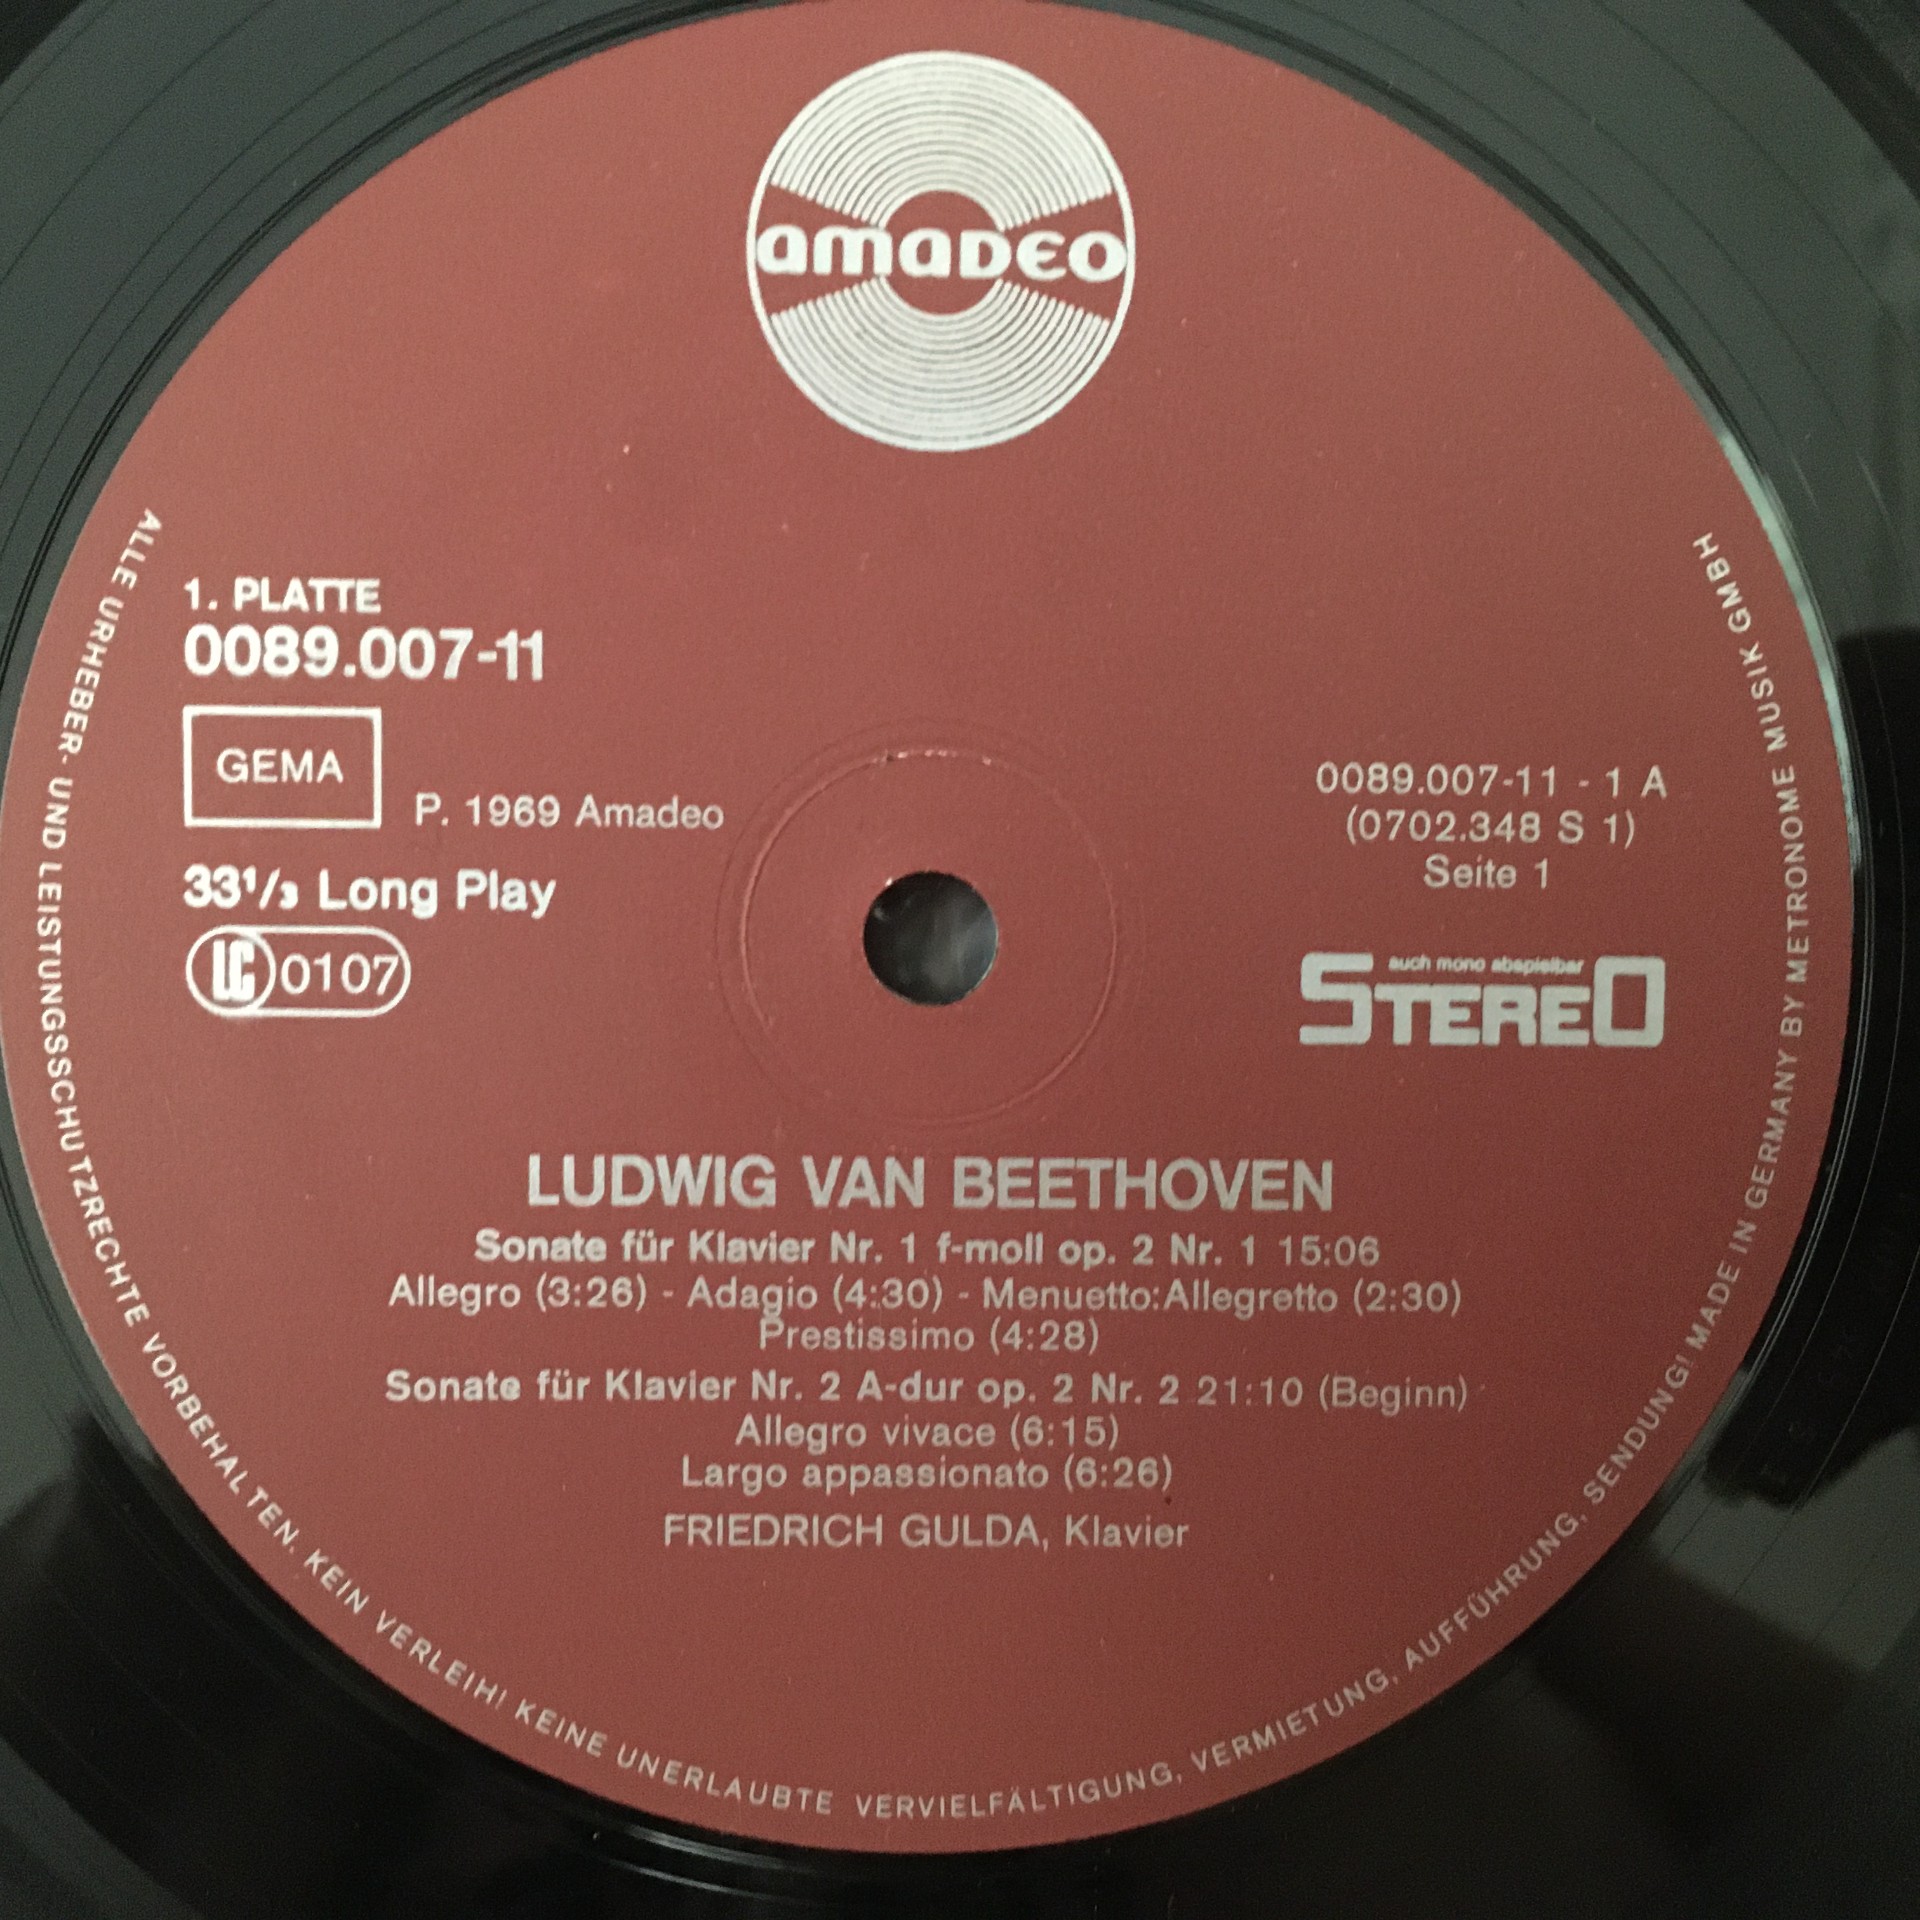 amadeo
1. PLATTE
0089.007-11
GEMA
P. 1969 Amadeo
33 1/3 Long Play
LC 0107
0089.007-11 - 1 A
(0702.348 S 1)
Seite 1
auch mono abspielbar
STEREO
LUDWIG VAN BEETHOVEN
Sonate für Klavier Nr. 1 f-moll op. 2 Nr. 1 15:06
Allegro (3:26) - Adagio (4:30) - Menuetto:Allegretto (2:30)
Prestissimo (4:28)
Sonate für Klavier Nr. 2 A-dur op. 2 Nr. 2 21:10 (Beginn)
Allegro vivace (6:15)
Largo appassionato (6:26)
FRIEDRICH GULDA, Klavier
ALLE URHEBER- UND LEISTUNGSSCHUTZRECHTE VORBEHALTEN. KEIN VERLEIH! KEINE UNERLAUBTE VERVIELFÄLTIGUNG, VERMIETUNG, AUFFÜHRUNG, SENDUNG! MADE IN GERMANY BY METRONOME MUSIK GMBH